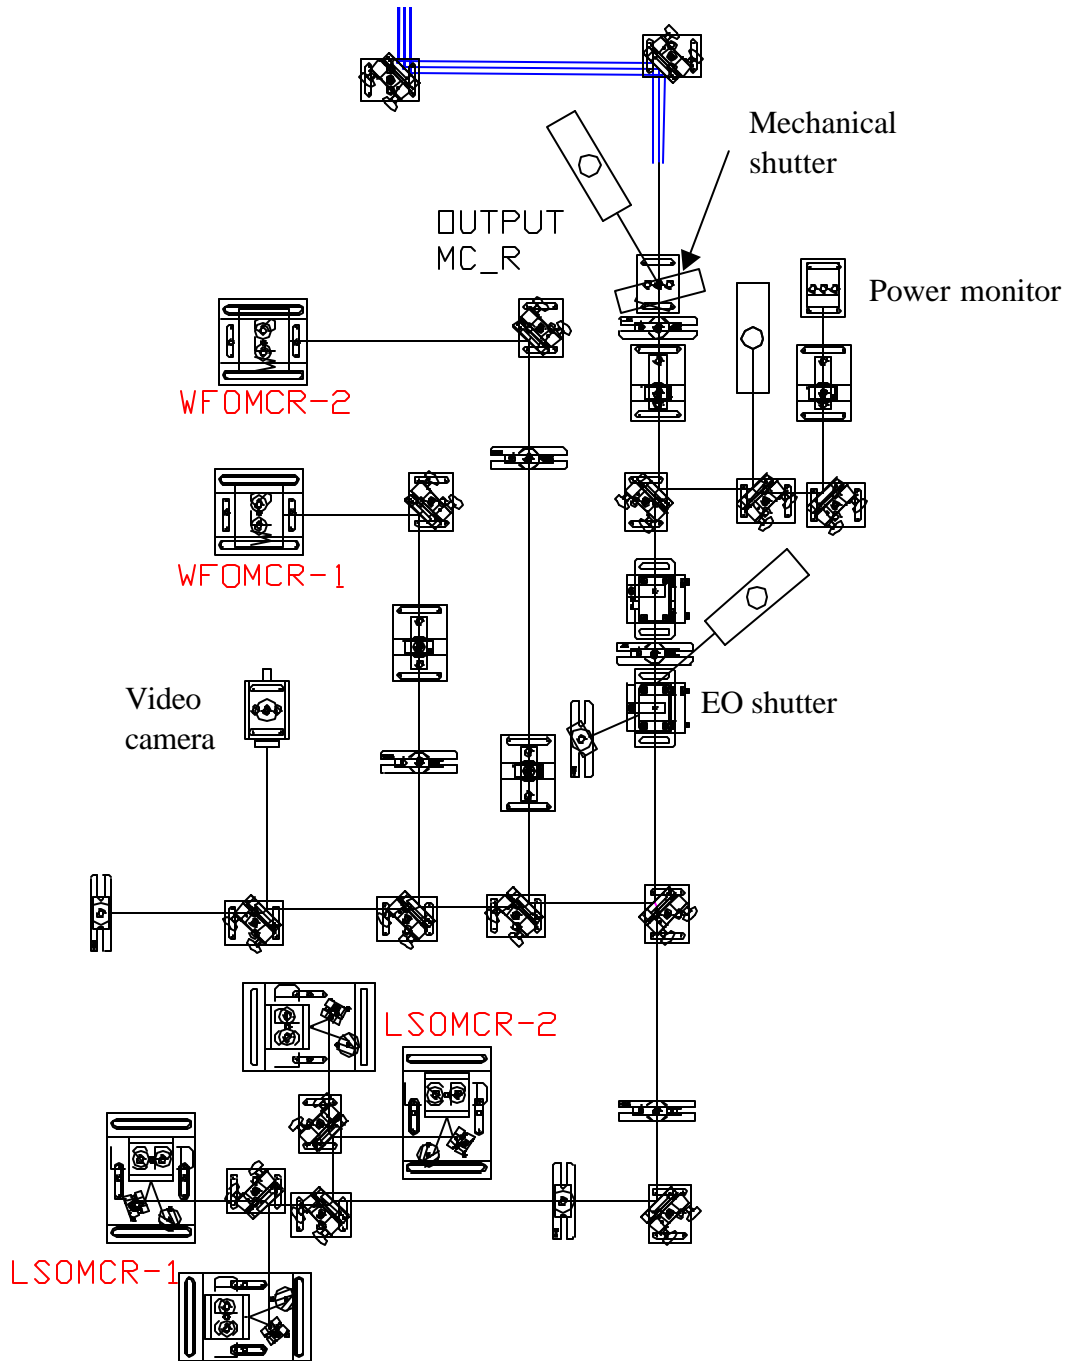 Mechanical
shutter
OUTPUT
MC_R
Power monitor
WFOMCR-2
WFOMCR-1
Video
camera
EO shutter
LSOMCR-2
LSOMCR-1